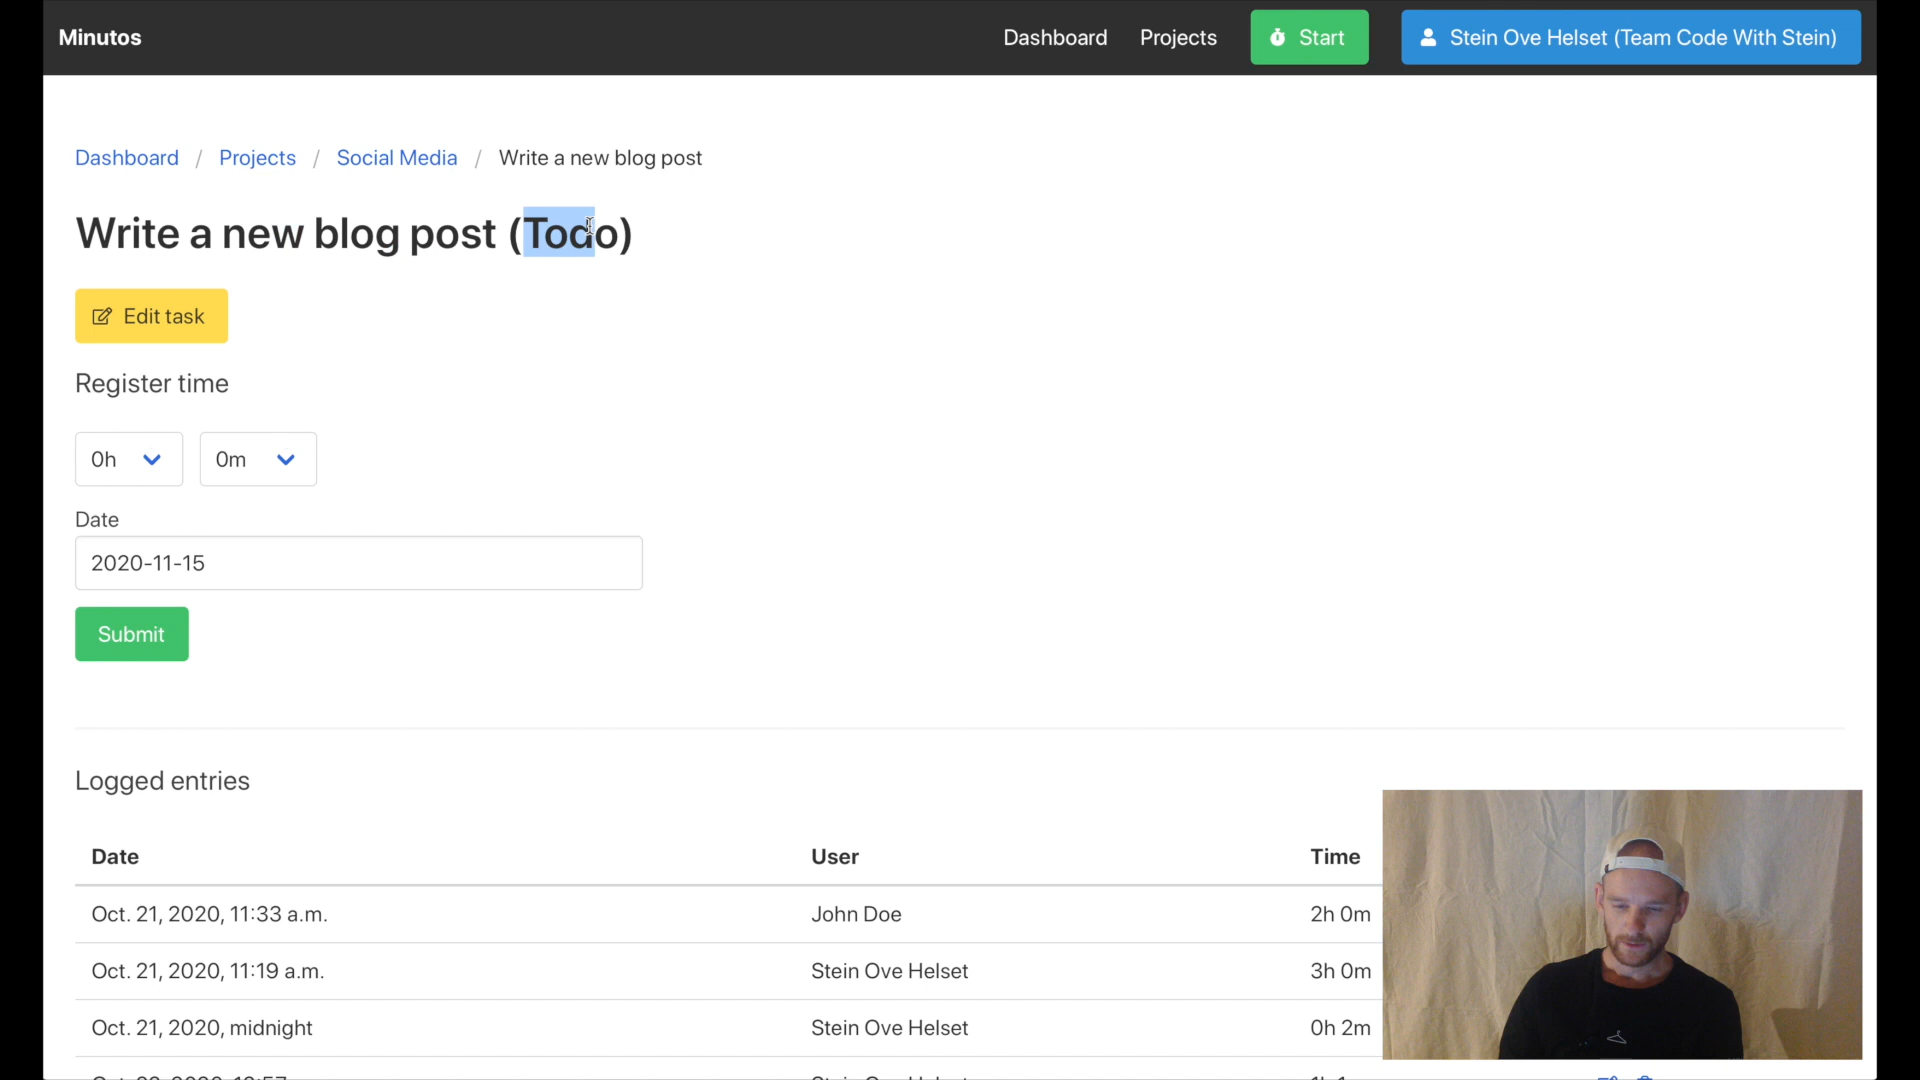 Minutos
Dashboard
Projects
Start
Stein Ove Helset (Team Code With Stein)
Dashboard / Projects / Social Media / Write a new blog post
Write a new blog post (Todo)
Edit task
Register time
0h
0m
Date
2020-11-15
Submit
Logged entries
Date User Time
Oct. 21, 2020, 11:33 a.m. John Doe 2h 0m
Oct. 21, 2020, 11:19 a.m. Stein Ove Helset 3h 0m
Oct. 21, 2020, midnight Stein Ove Helset 0h 2m